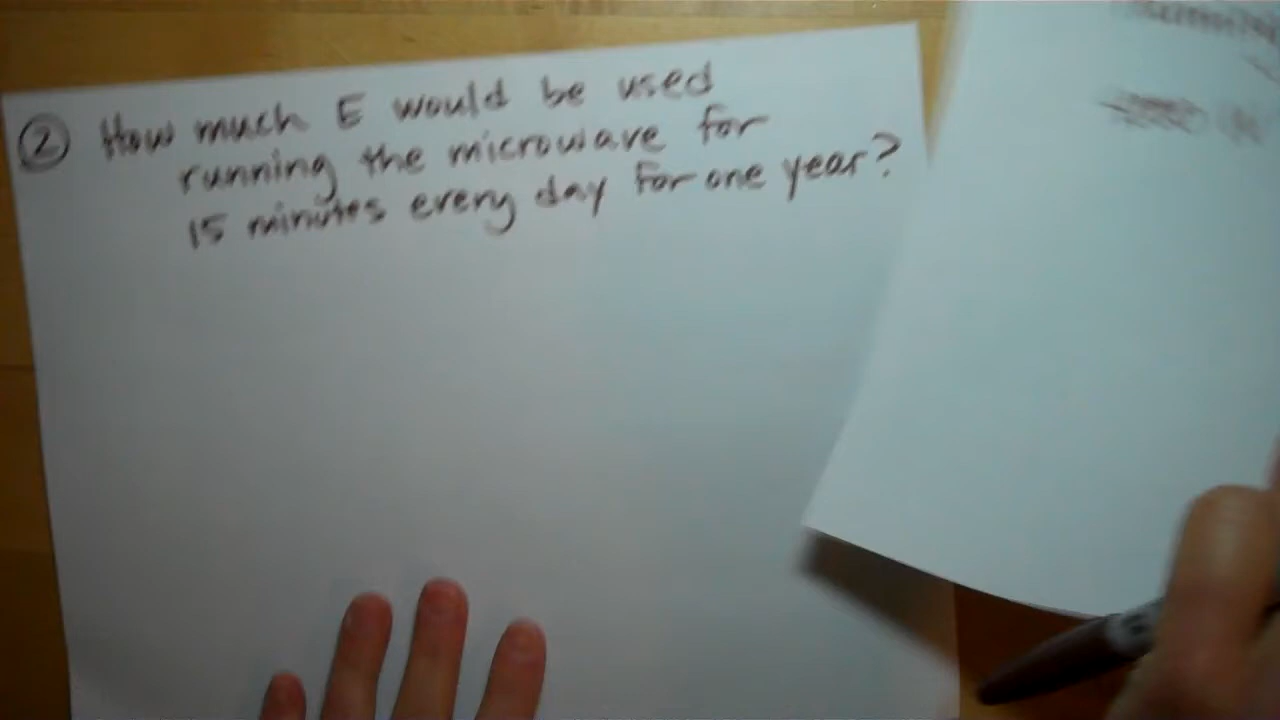 ② How much E would be used
running the microwave for
15 minutes every day for one year?